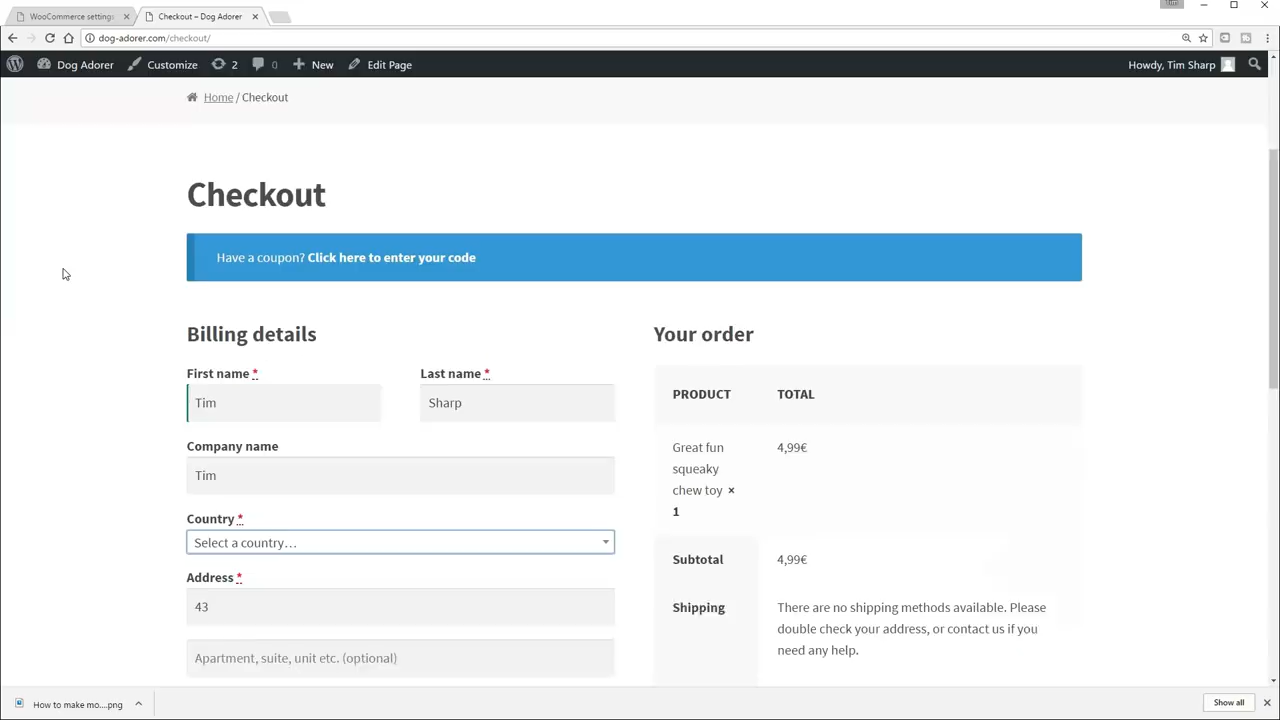 Tim
WooCommerce setting
Checkout – Dog Adorer
dog-adorer.com/checkout/
Dog Adorer
Customize
2
0
New
Edit Page
Howdy, Tim Sharp
Home / Checkout
Checkout
Have a coupon? Click here to enter your code
Billing details
First name *
Last name *
Tim
Sharp
Company name
Tim
Country *
Select a country…
Address *
43
Apartment, suite, unit etc. (optional)
Your order
PRODUCT
TOTAL
Great fun
squeaky
chew toy ×
1
4,99€
Subtotal
4,99€
Shipping
There are no shipping methods available. Please
double check your address, or contact us if you
need any help.
How to make mo....png
Show all